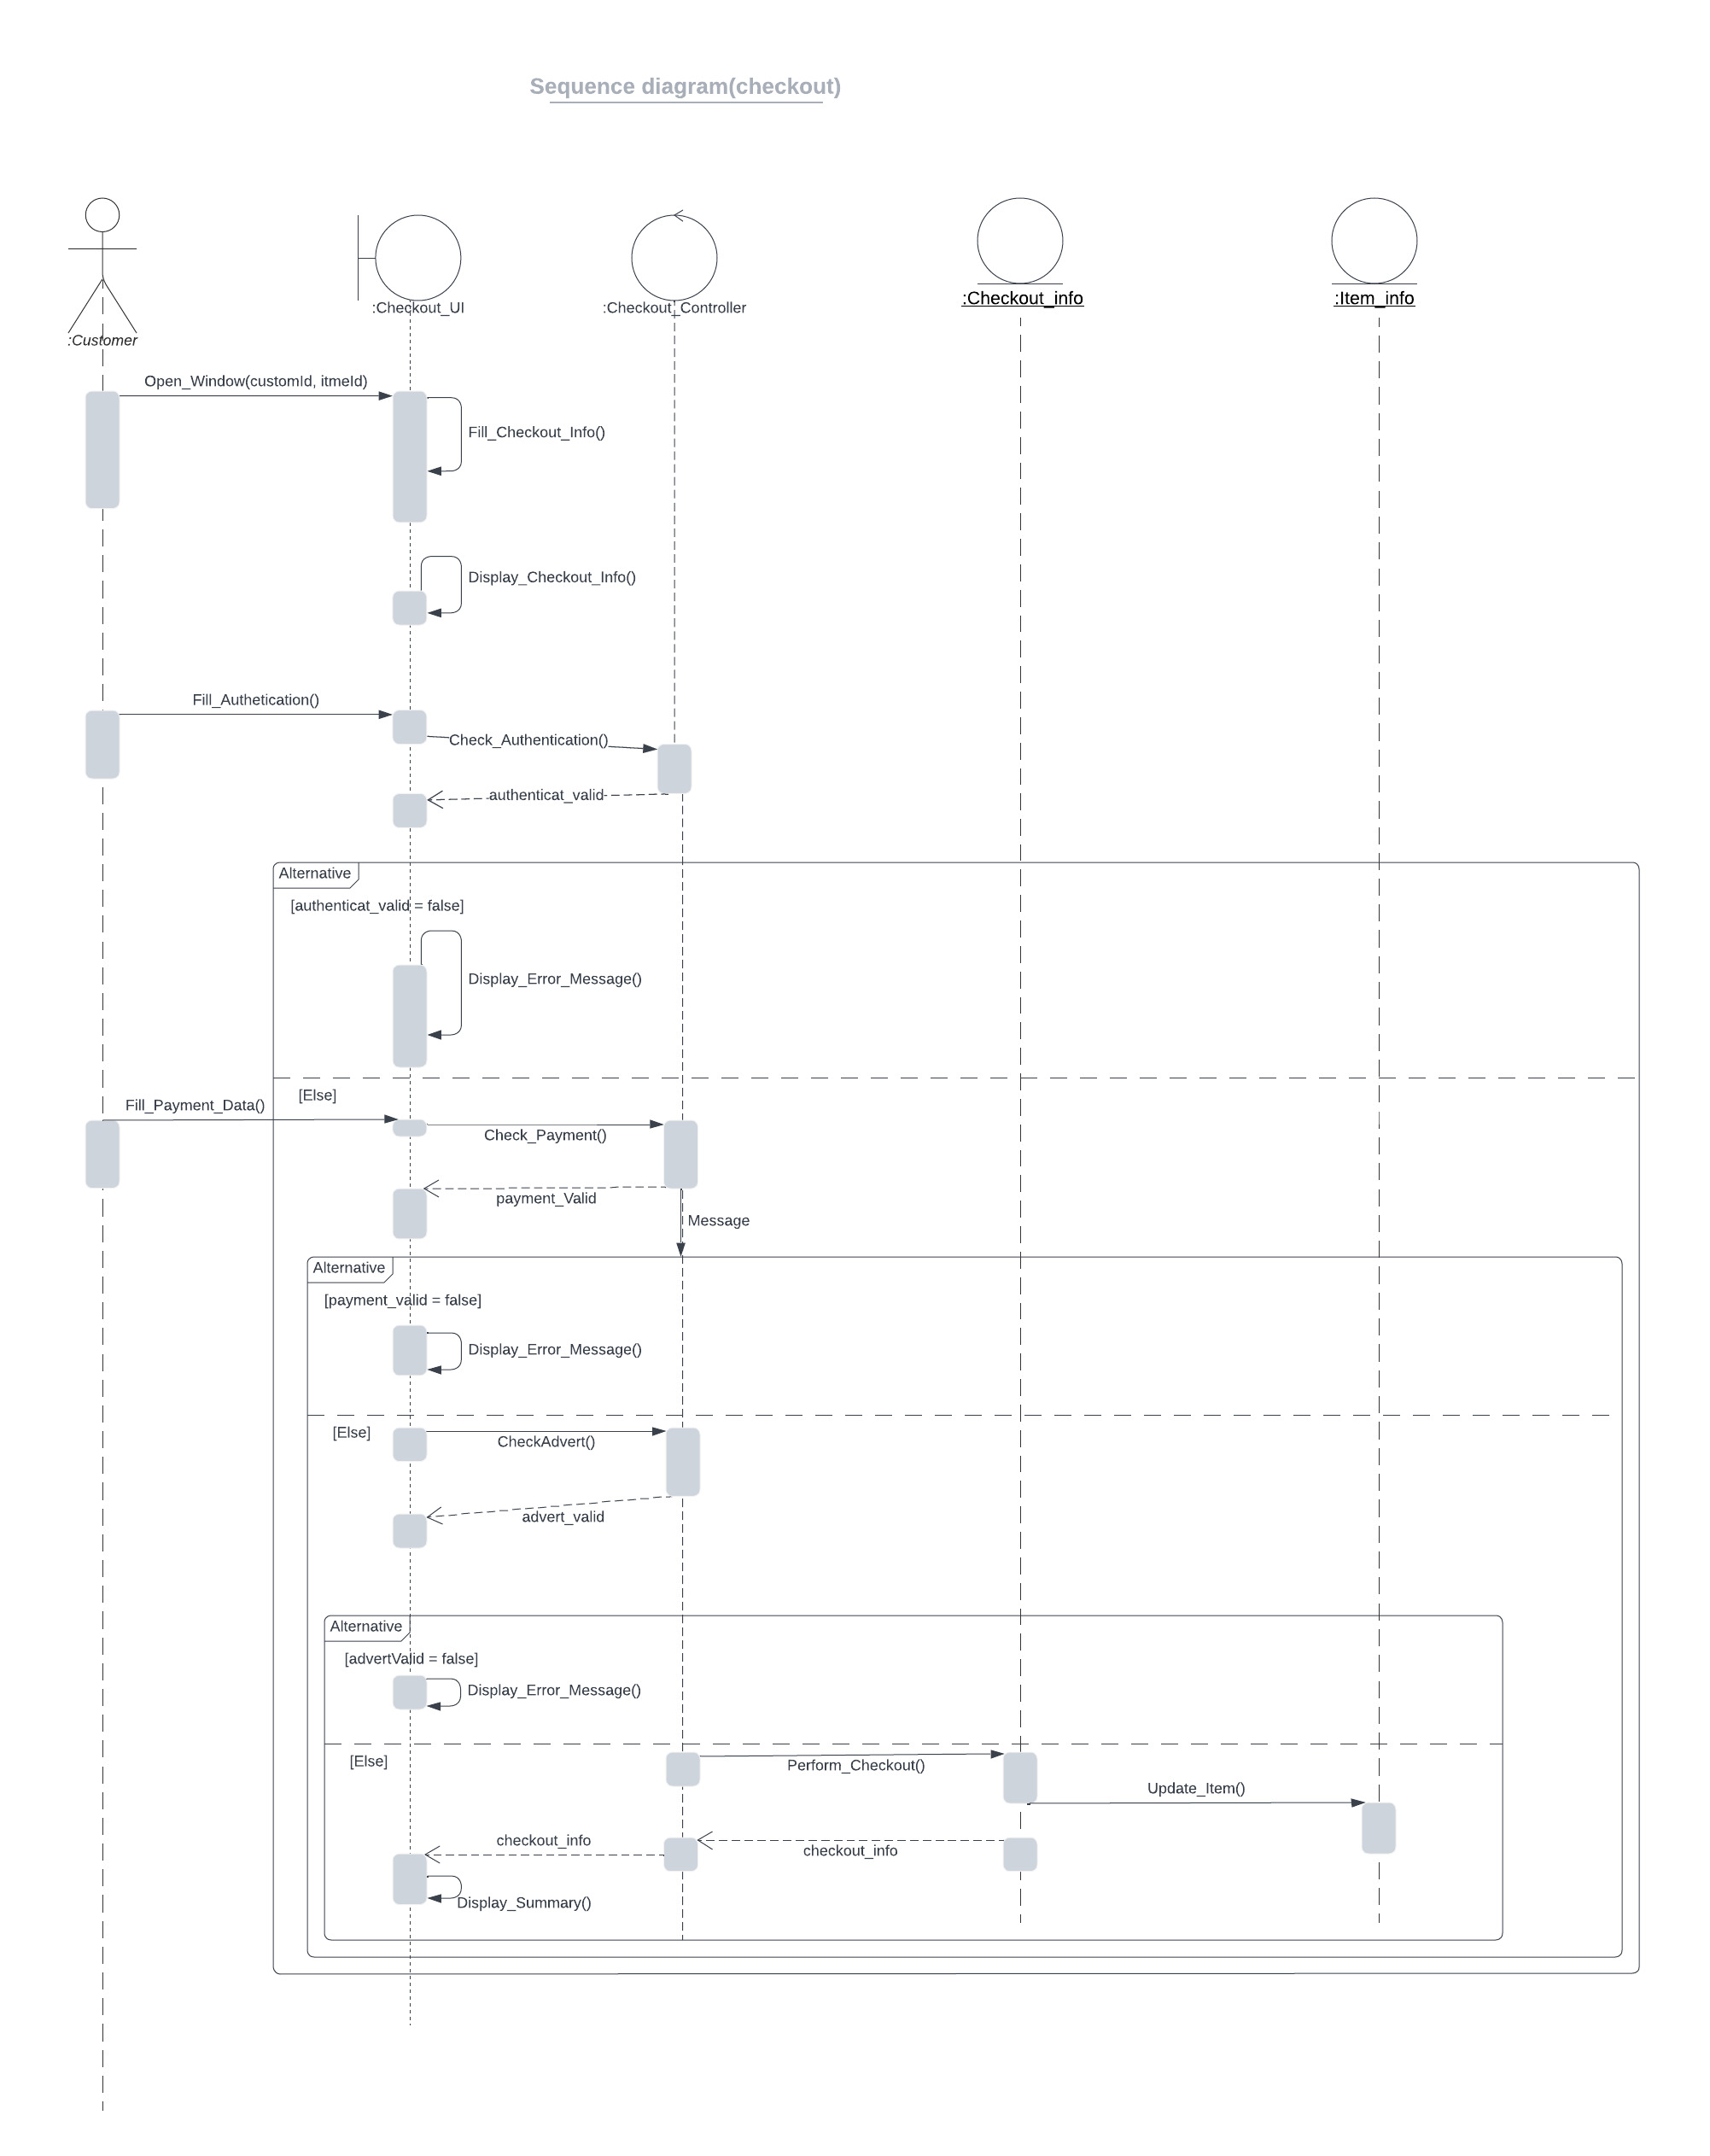 Sequence diagram(checkout)
:Customer
:Checkout_UI
:Checkout_Controller
:Checkout_info
:Item_info
Open_Window(customId, itmeId)
Fill_Checkout_Info()
Display_Checkout_Info()
Fill_Authetication()
Check_Authentication()
authenticat_valid
Alternative
[authenticat_valid = false]
Display_Error_Message()
[Else]
Fill_Payment_Data()
Check_Payment()
payment_Valid
Message
Alternative
[payment_valid = false]
Display_Error_Message()
[Else]
CheckAdvert()
advert_valid
Alternative
[advertValid = false]
Display_Error_Message()
[Else]
Perform_Checkout()
Update_Item()
checkout_info
checkout_info
Display_Summary()